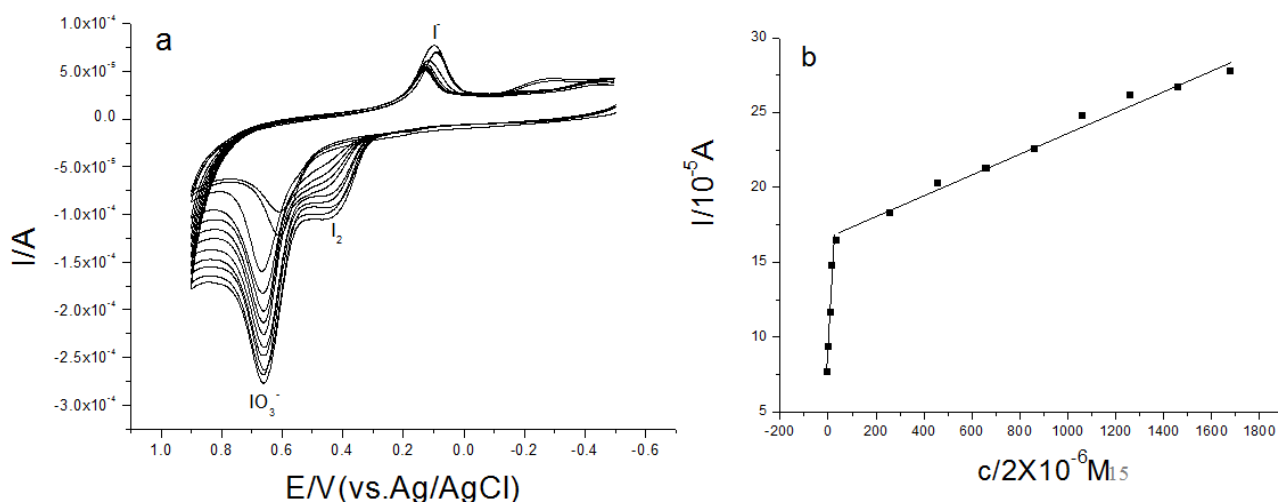 a
I⁻
I₂
IO₃⁻
1.0x10⁻⁴
5.0x10⁻⁵
0.0
-5.0x10⁻⁵
-1.0x10⁻⁴
-1.5x10⁻⁴
-2.0x10⁻⁴
-2.5x10⁻⁴
-3.0x10⁻⁴
I/A
1.0 0.8 0.6 0.4 0.2 0.0 -0.2 -0.4 -0.6
E/V(vs.Ag/AgCl)
b
30
25
20
15
10
5
I/10⁻⁵A
-200 0 200 400 600 800 1000 1200 1400 1600 1800
c/2X10⁻⁶M
15